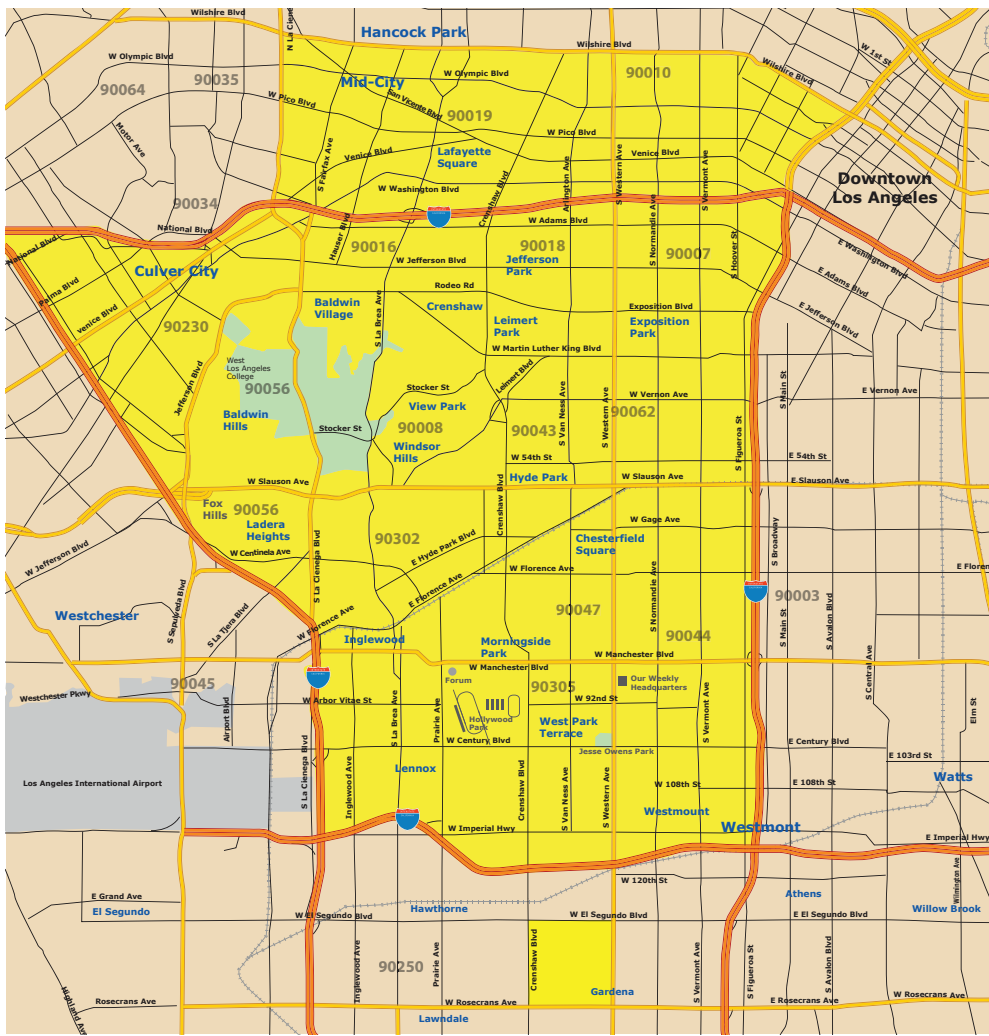 Wilshire Blvd
N La Cienega
Hancock Park
Wilshire Blvd
W 1st St
W Olympic Blvd
90035
90064
Mid-City
W Olympic Blvd
90010
Wilshire Blvd
W Pico Blvd
San Vicente Blvd
90019
W Pico Blvd
Motor Ave
S Fairfax Ave
Venice Blvd
Lafayette
Square
Venice Blvd
W Washington Blvd
Crenshaw Blvd
Arlington Ave
S Western Ave
S Normandie Ave
S Vermont Ave
Downtown
Los Angeles
90034
National Blvd
National Blvd
Hauser Blvd
W Adams Blvd
90016
90018
90007
S Hoover St
E Washington Blvd
Culver City
W Jefferson Blvd
Jefferson
Park
E Adams Blvd
Palma Blvd
Rodeo Rd
venice Blvd
Baldwin
Village
S La Brea Ave
Crenshaw
Exposition Blvd
E Jefferson Blvd
90230
Leimert
Park
Exposition
Park
West
Los Angeles
College
W Martin Luther King Blvd
Jefferson Blvd
90056
Stocker St
Leimert Blvd
S Main St
E Vernon Ave
W Vernon Ave
Baldwin
Hills
View Park
S Van Ness Ave
S Western Ave
90062
Stocker St
90008
90043
S Figueroa St
Windsor
Hills
W 54th St
E 54th St
W Slauson Ave
Hyde Park
W Slauson Ave
E Slauson Ave
Fox
Hills
90056
Ladera
Heights
Crenshaw Blvd
W Gage Ave
S Broadway
W Jefferson Blvd
W Centinela Ave
S La Cienega Blvd
90302
E Hyde Park Blvd
Chesterfield
Square
W Florence Ave
E Floren
E Florence Ave
S Normandie Ave
Westchester
S Sepulveda Blvd
S La Tjera Blvd
W Florence Ave
90047
90003
S Main St
Avalon Blvd
Inglewood
Morningside
Park
90044
W Manchester Blvd
W Manchester Blvd
S Central Ave
90045
Forum
90305
Our Weekly
Headquarters
Westchester Pkwy
Airport Blvd
W Arbor Vitae St
S La Brea Ave
Prairie Ave
Hollywood
Park
W 92nd St
West Park
Terrace
S Vermont Ave
Elm St
W Century Blvd
Jesse Owens Park
E Century Blvd
E 103rd St
Los Angeles International Airport
S La Cienega Blvd
Inglewood Ave
Lennox
Crenshaw Blvd
S Van Ness Ave
S Western Ave
W 108th St
E 108th St
Watts
Westmount
Westmont
W Imperial Hwy
E Imperial Hwy
W 120th St
Wilmington Ave
E Grand Ave
Athens
El Segundo
Hawthorne
Willow Brook
W El Segundo Blvd
W El Segundo Blvd
E El Segundo Blvd
Inglewood Ave
90250
Prairie Ave
Crenshaw Blvd
S Vermont Ave
S Figueroa St
S Avalon Blvd
Highland Ave
Rosecrans Ave
W Rosecrans Ave
Gardena
E Rosecrans Ave
W Rosecrans Ave
Lawndale